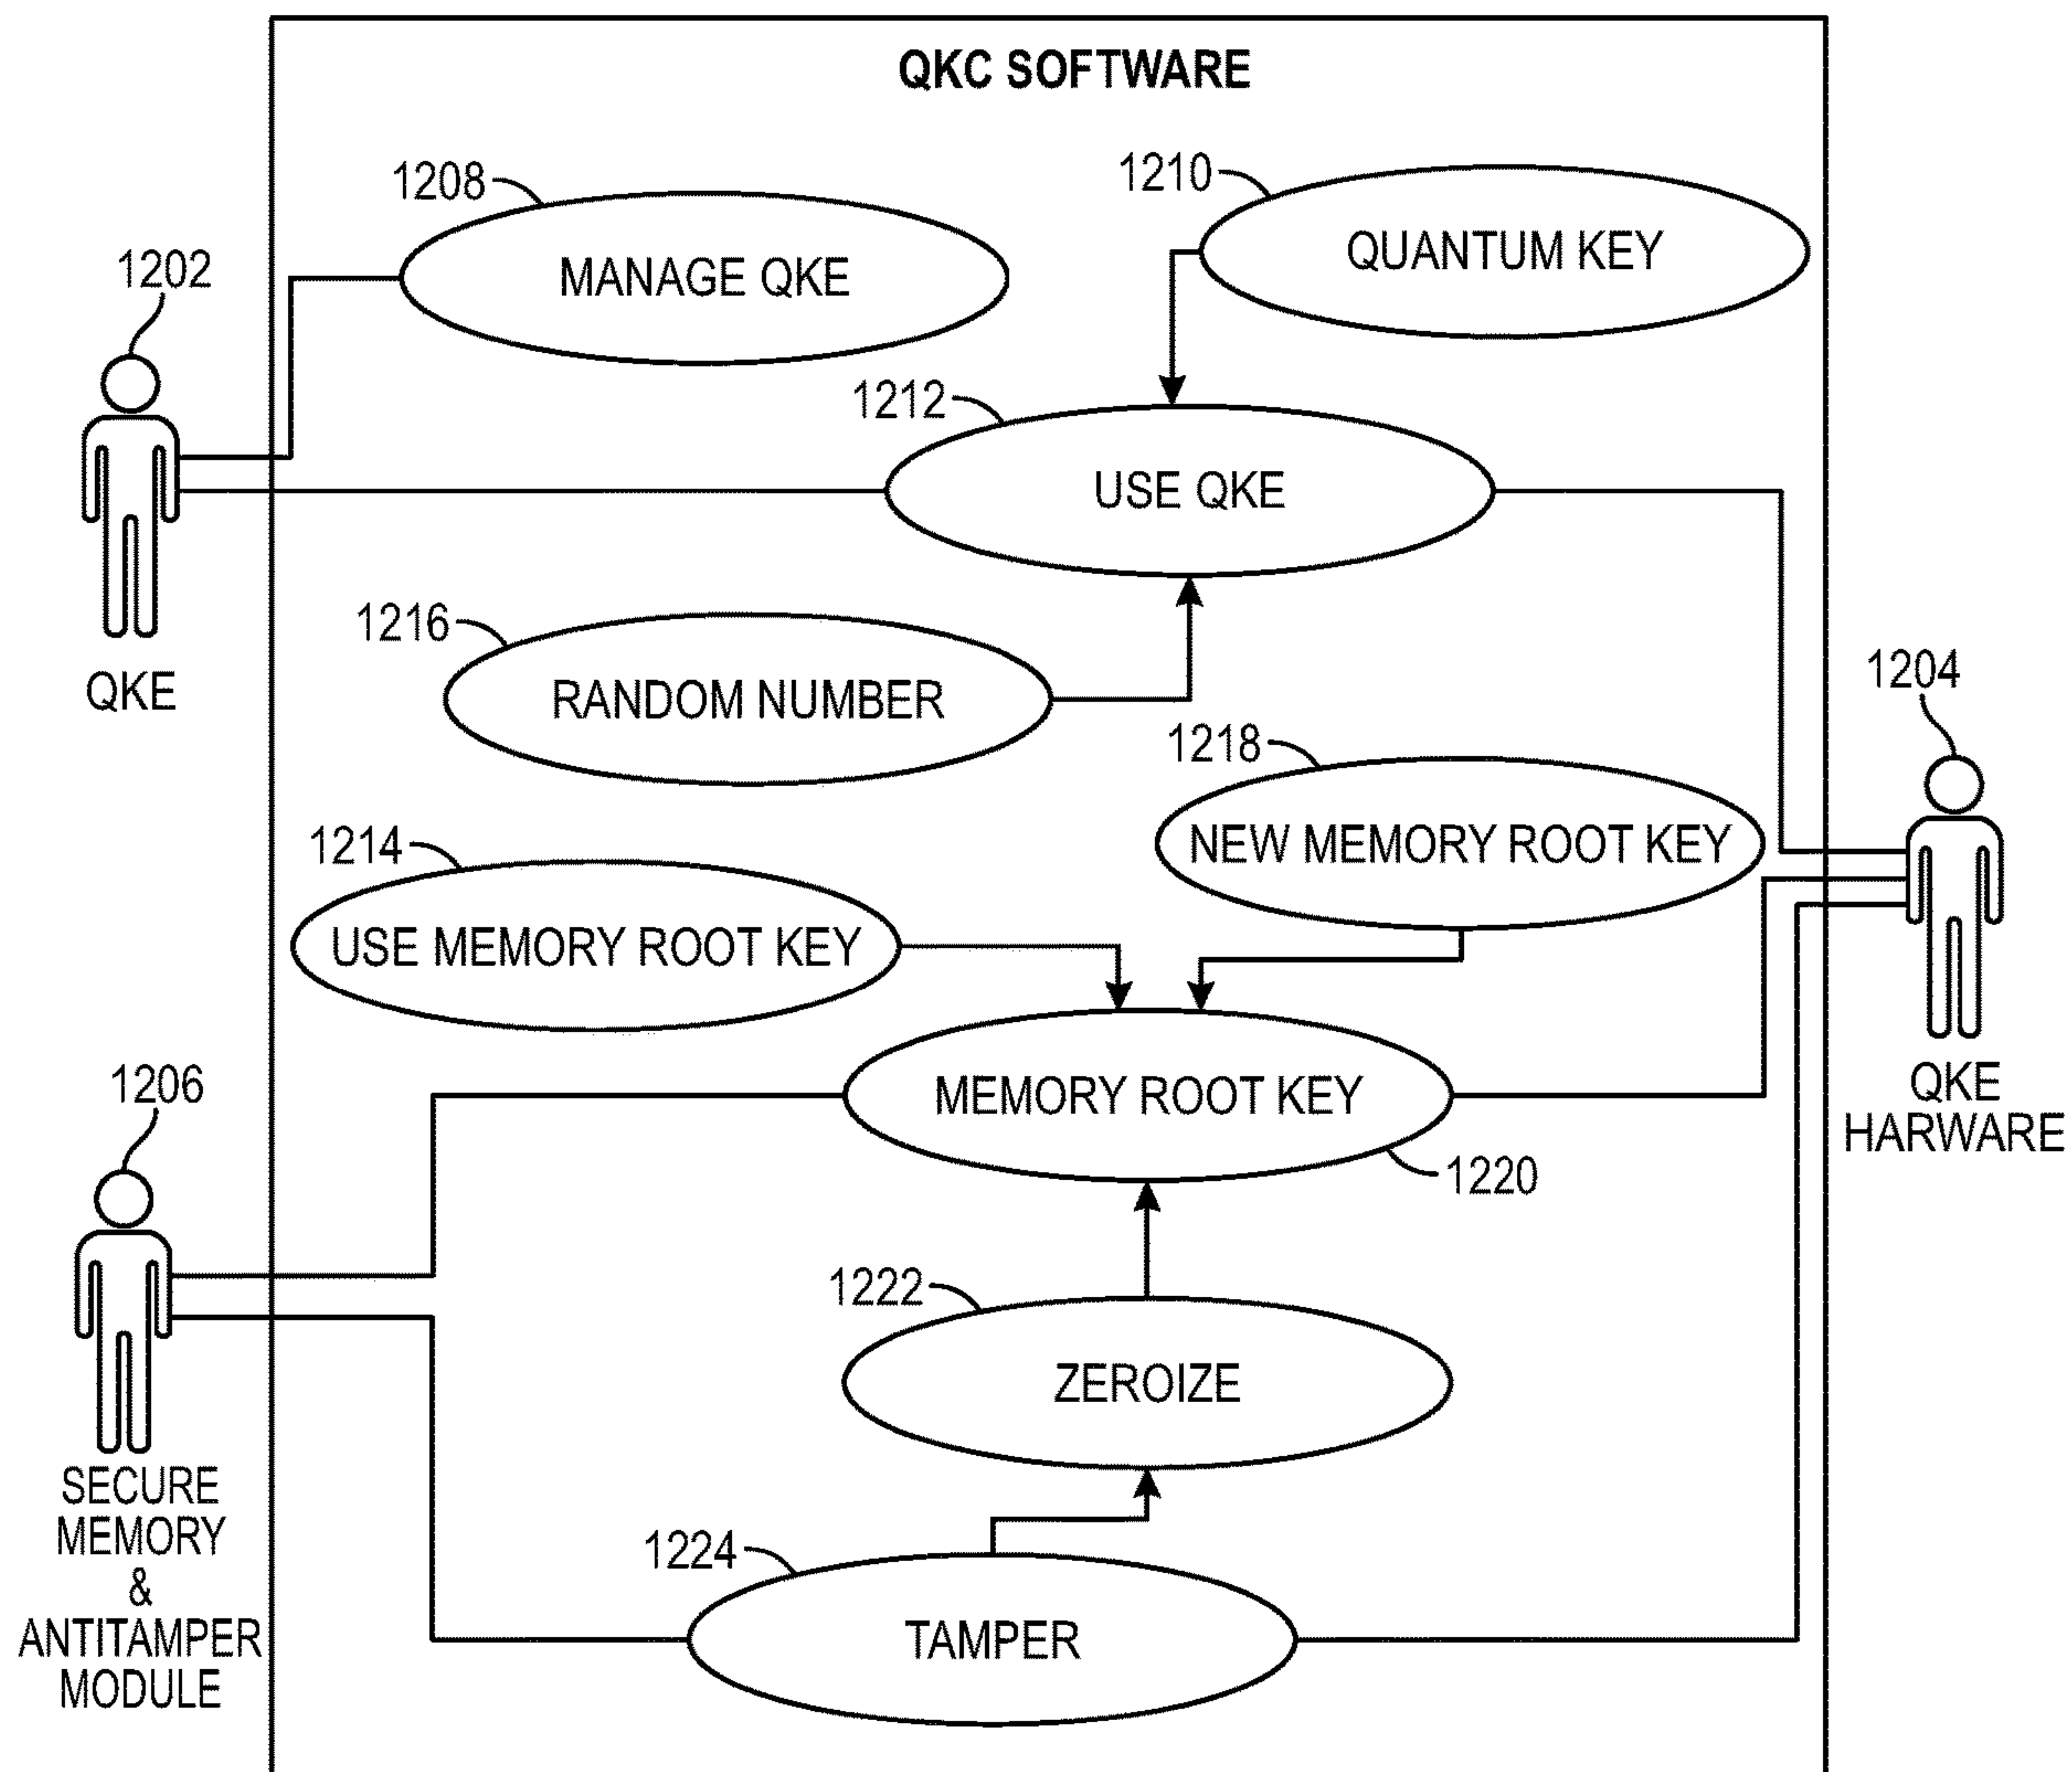 QKC SOFTWARE
1208
1210
MANAGE QKE
QUANTUM KEY
1202
1212
USE QKE
QKE
1216
RANDOM NUMBER
1204
1218
NEW MEMORY ROOT KEY
1214
USE MEMORY ROOT KEY
QKE
HARWARE
1206
MEMORY ROOT KEY
1220
1222
ZEROIZE
SECURE
MEMORY
&
ANTITAMPER
MODULE
1224
TAMPER